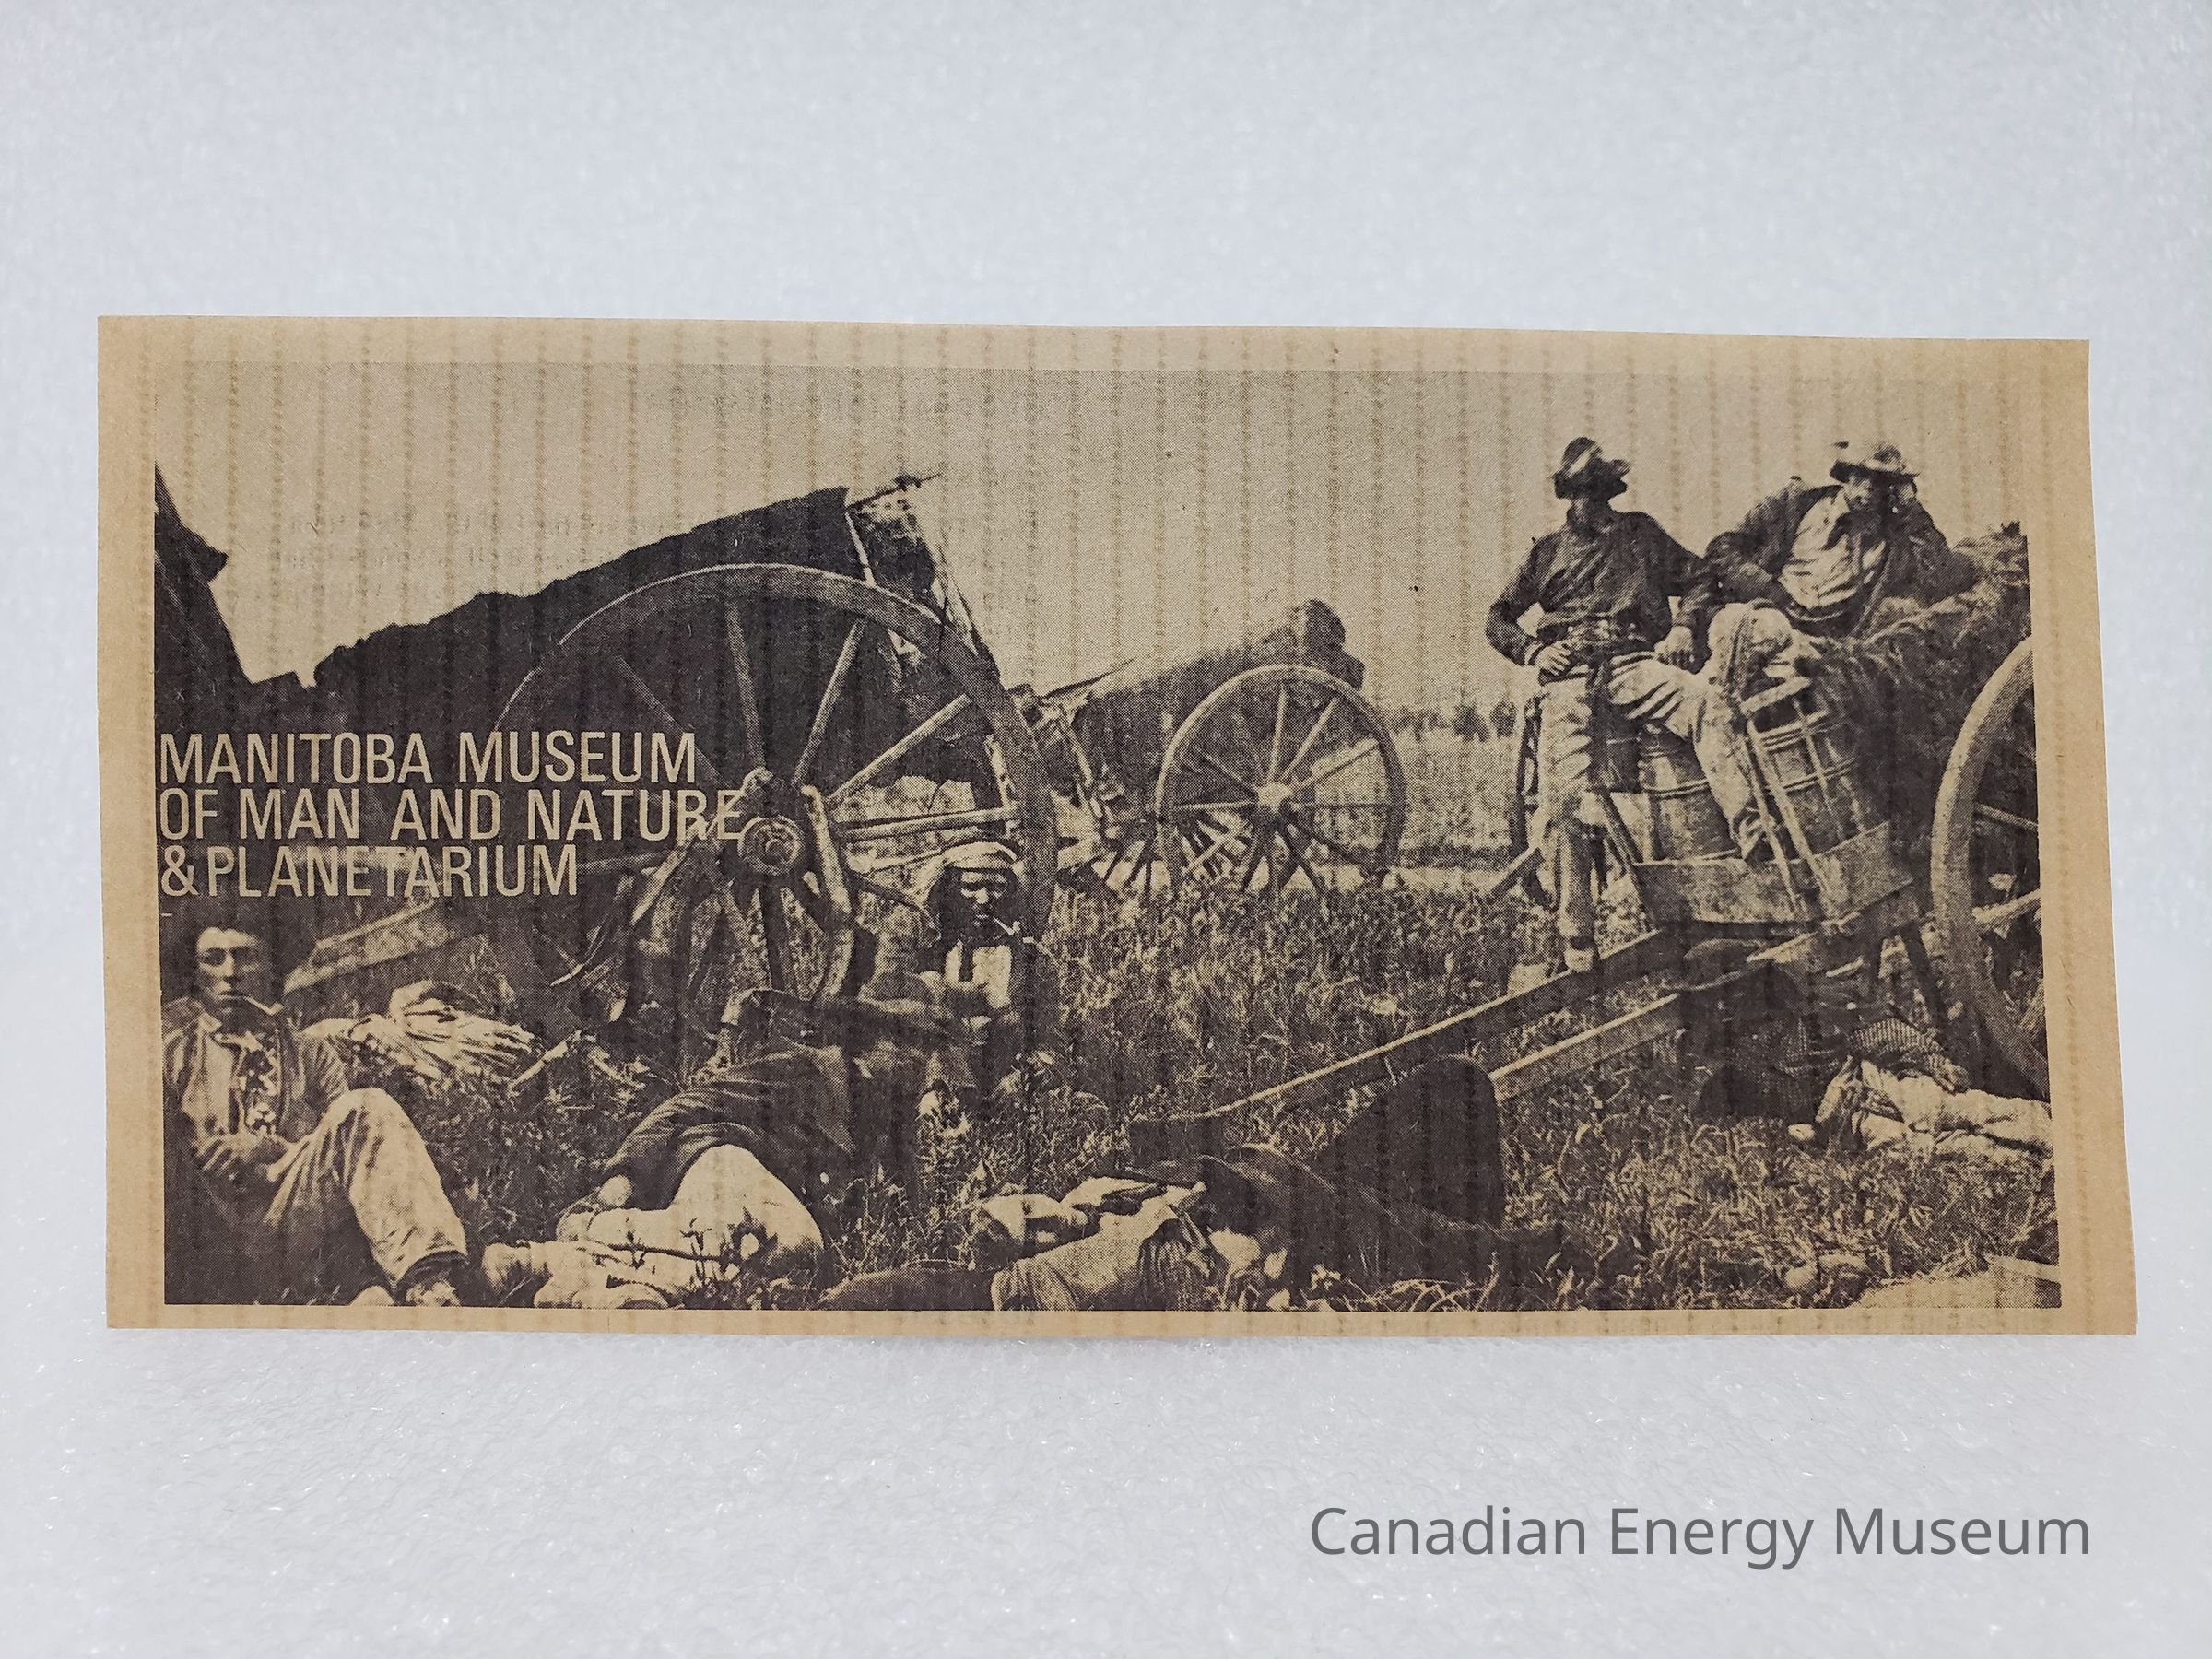 MANITOBA MUSEUM
OF MAN AND NATURE
& PLANETARIUM
Canadian Energy Museum